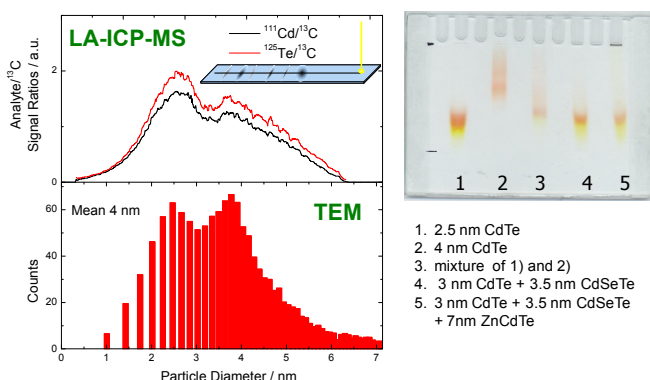 LA-ICP-MS
¹¹¹Cd/¹³C
¹²⁵Te/¹³C
Analyte/¹³C
Signal Ratios / a.u.
2
1
0
Mean 4 nm
TEM
Counts
60
40
20
0
0 1 2 3 4 5 6 7
Particle Diameter / nm
1 2 3 4 5
1. 2.5 nm CdTe
2. 4 nm CdTe
3. mixture of 1) and 2)
4. 3 nm CdTe + 3.5 nm CdSeTe
5. 3 nm CdTe + 3.5 nm CdSeTe
+ 7nm ZnCdTe